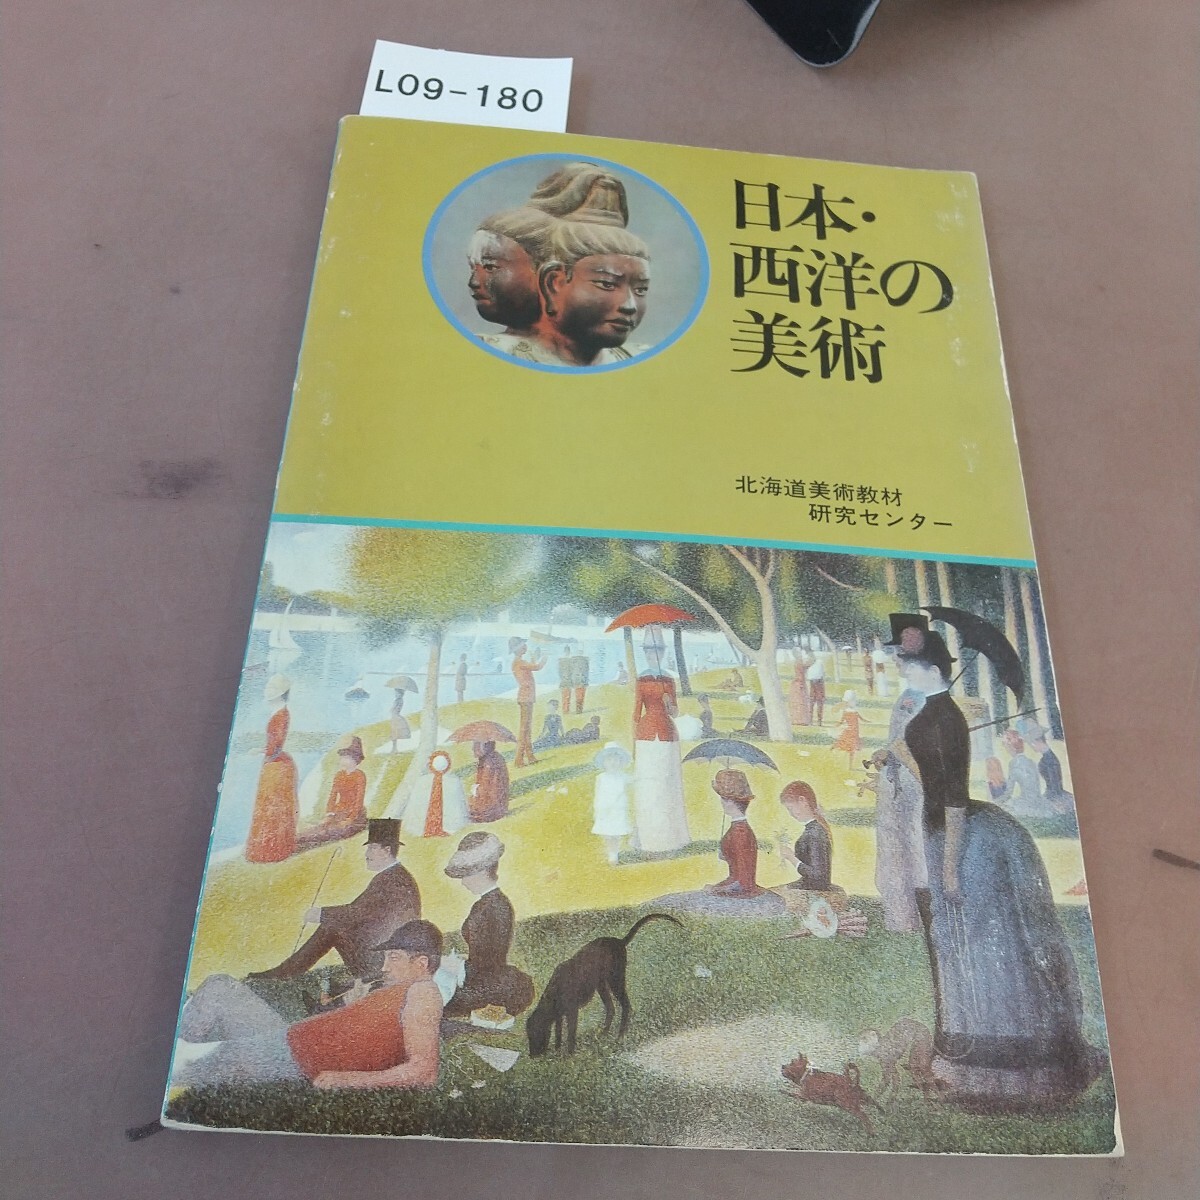 L09-180
日本・
西洋の
美術
北海道美術教材
研究センター